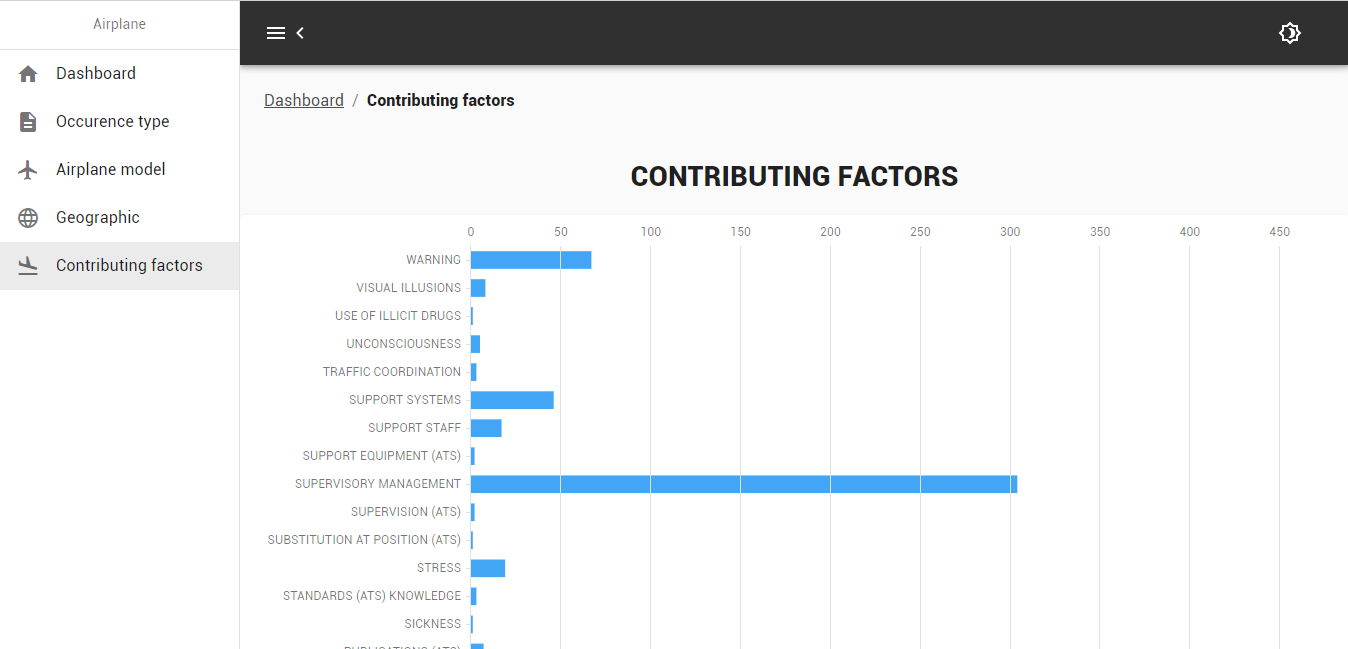 Airplane
Dashboard
Occurence type
Airplane model
Geographic
Contributing factors
Dashboard / Contributing factors
CONTRIBUTING FACTORS
0 50 100 150 200 250 300 350 400 450
WARNING
VISUAL ILLUSIONS
USE OF ILLICIT DRUGS
UNCONSCIOUSNESS
TRAFFIC COORDINATION
SUPPORT SYSTEMS
SUPPORT STAFF
SUPPORT EQUIPMENT (ATS)
SUPERVISORY MANAGEMENT
SUPERVISION (ATS)
SUBSTITUTION AT POSITION (ATS)
STRESS
STANDARDS (ATS) KNOWLEDGE
SICKNESS
PUBLICATIONS (ATS)